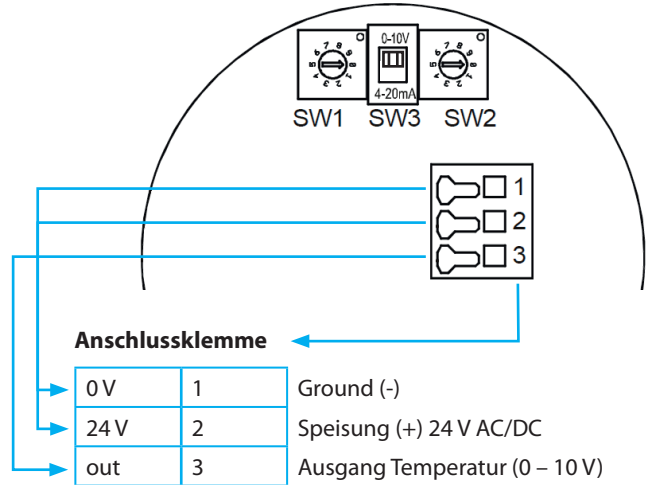 0-10V
4-20mA
SW1 SW3 SW2
1
2
3
Anschlussklemme
0 V 1 Ground (-)
24 V 2 Speisung (+) 24 V AC/DC
out 3 Ausgang Temperatur (0 – 10 V)